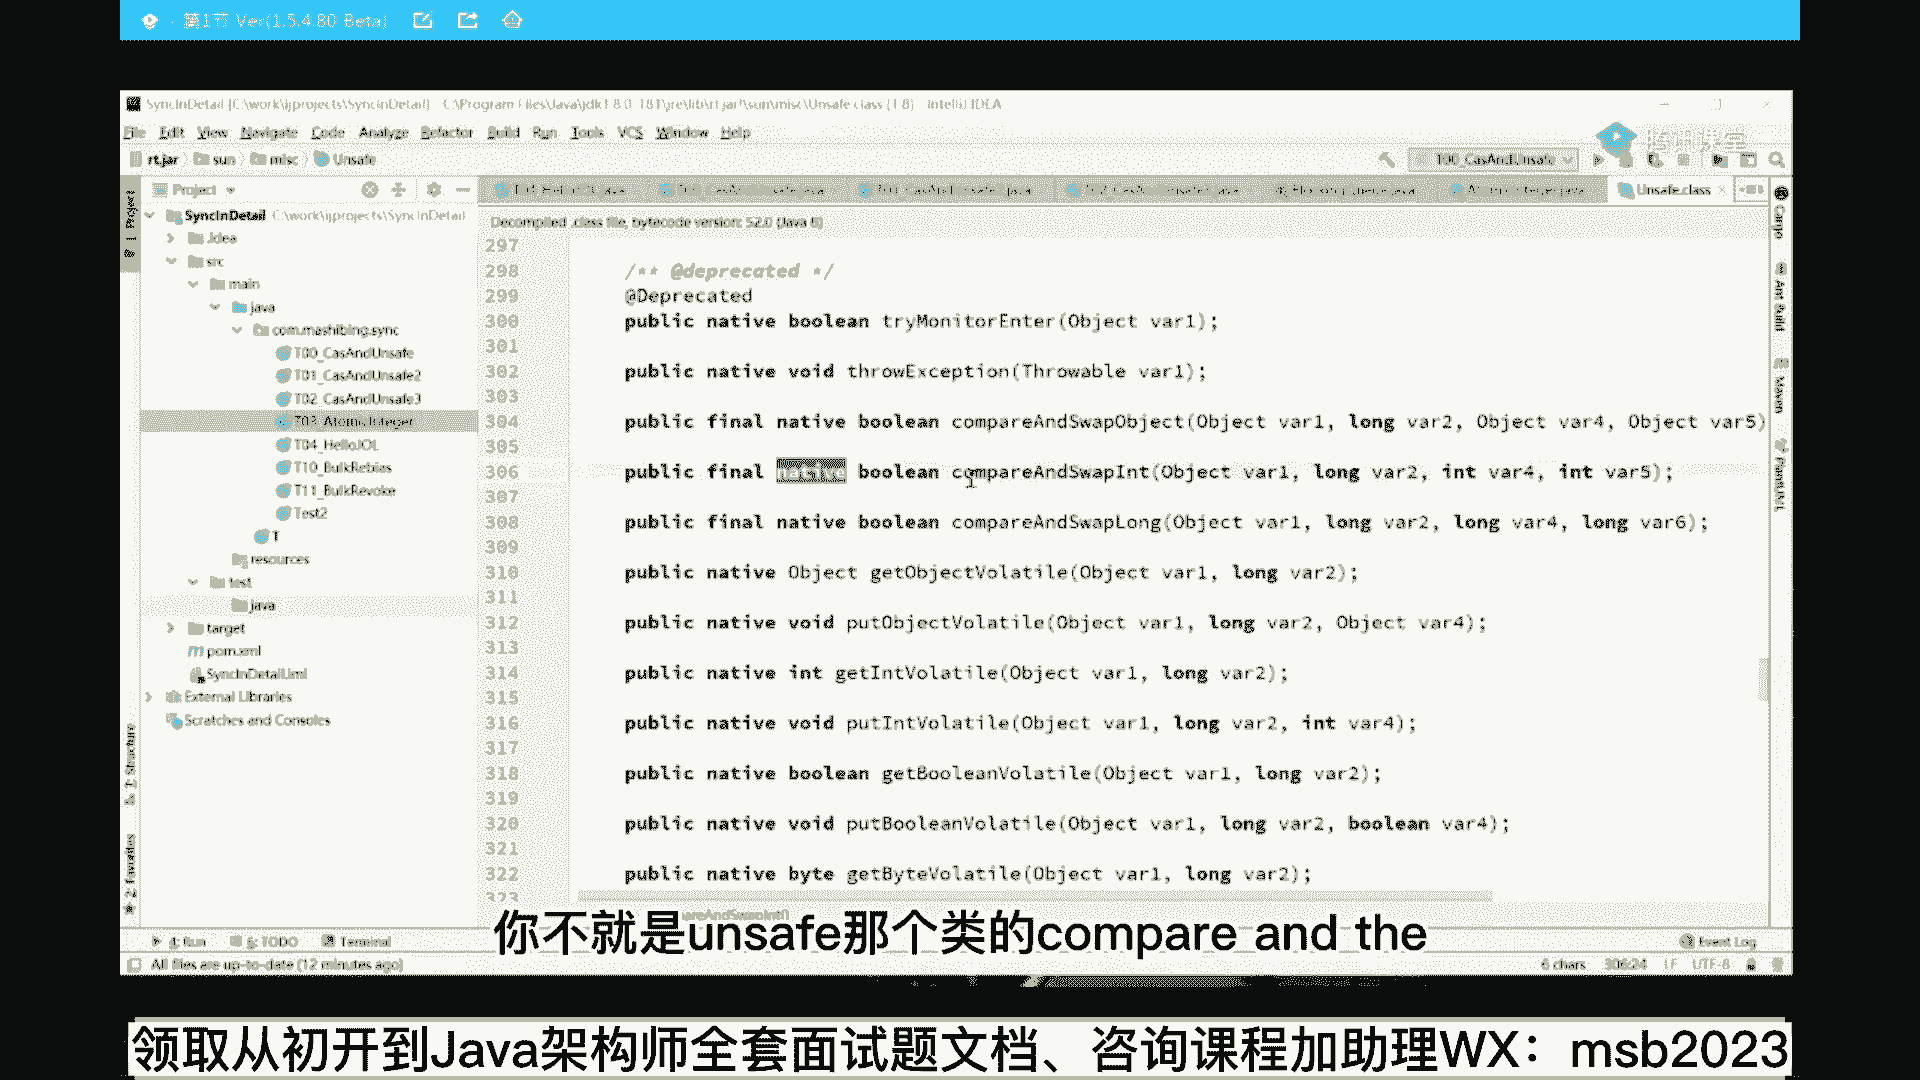 第1节 Ver(1.5.4.80 Beta)
SyncInDetail [C:\work\ijprojects\SyncInDetail] - C:\Program Files\Java\jdk1.8.0_181\jre\lib\rt.jar!\sun\misc\Unsafe.class [1.8] - IntelliJ IDEA
File Edit View Navigate Code Analyze Refactor Build Run Tools VCS Window Help
腾讯课堂
rt.jar sun misc Unsafe
T00_CasAndUnsafe
Project
Unsafe.class
Decompiled .class file, bytecode version: 52.0 (Java 8)
1: Project
SyncInDetail C:\work\ijprojects\SyncInDetail
.idea
src
main
java
com.mashibing.sync
T00_CasAndUnsafe
T01_CasAndUnsafe2
T02_CasAndUnsafe3
T03_AtomicInteger
T04_HelloJOL
T10_BulkRebias
T11_BulkRevoke
Test2
T
resources
test
java
target
pom.xml
SyncInDetail.iml
External Libraries
Scratches and Consoles
297
298 /** @deprecated */
299 @Deprecated
300 public native boolean tryMonitorEnter(Object var1);
301
302 public native void throwException(Throwable var1);
303
304 public final native boolean compareAndSwapObject(Object var1, long var2, Object var4, Object var5)
305
306 public final native boolean compareAndSwapInt(Object var1, long var2, int var4, int var5);
307
308 public final native boolean compareAndSwapLong(Object var1, long var2, long var4, long var6);
309
310 public native Object getObjectVolatile(Object var1, long var2);
311
312 public native void putObjectVolatile(Object var1, long var2, Object var4);
313
314 public native int getIntVolatile(Object var1, long var2);
315
316 public native void putIntVolatile(Object var1, long var2, int var4);
317
318 public native boolean getBooleanVolatile(Object var1, long var2);
319
320 public native void putBooleanVolatile(Object var1, long var2, boolean var4);
321
322 public native byte getByteVolatile(Object var1, long var2);
323
Ant Build
Maven
PlantUML
7: Structure
2: Favorites
你不就是unsafe那个类的compare and the
4: Run 6: TODO Terminal
Event Log
All files are up-to-date (12 minutes ago)
6 chars 306:24 LF UTF-8
领取从初开到Java架构师全套面试题文档、咨询课程加助理WX：msb2023